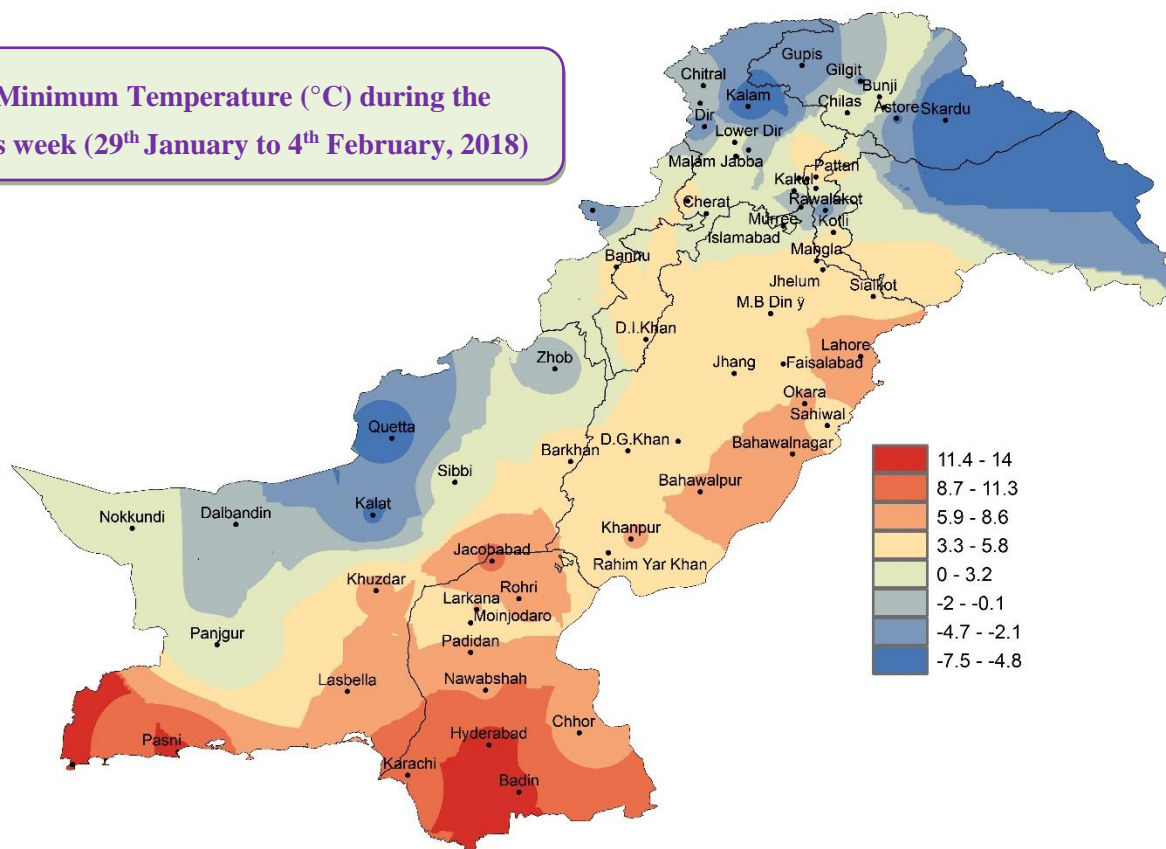 Minimum Temperature (°C) during the
s week (29th January to 4th February, 2018)
Gupis
Chitral
Gilgit
Bunji
Kalam
Chilas
Astore
Skardu
Dir
Lower Dir
Malam Jabba
Pattan
Kakul
Cherat
Rawalakot
Murree
Kotli
Islamabad
Bannu
Mangla
Jhelum
Sialkot
M.B Din ÿ
D.I.Khan
Lahore
Zhob
Jhang
Faisalabad
Okara
Sahiwal
Quetta
D.G.Khan
Bahawalnagar
Barkhan
Sibbi
Bahawalpur
Kalat
Nokkundi
Dalbandin
Khanpur
Jacobabad
Rahim Yar Khan
Khuzdar
Rohri
Larkana
Moinjodaro
Panjgur
Padidan
Lasbella
Nawabshah
Chhor
Pasni
Hyderabad
Karachi
Badin
11.4 - 14
8.7 - 11.3
5.9 - 8.6
3.3 - 5.8
0 - 3.2
-2 - -0.1
-4.7 - -2.1
-7.5 - -4.8